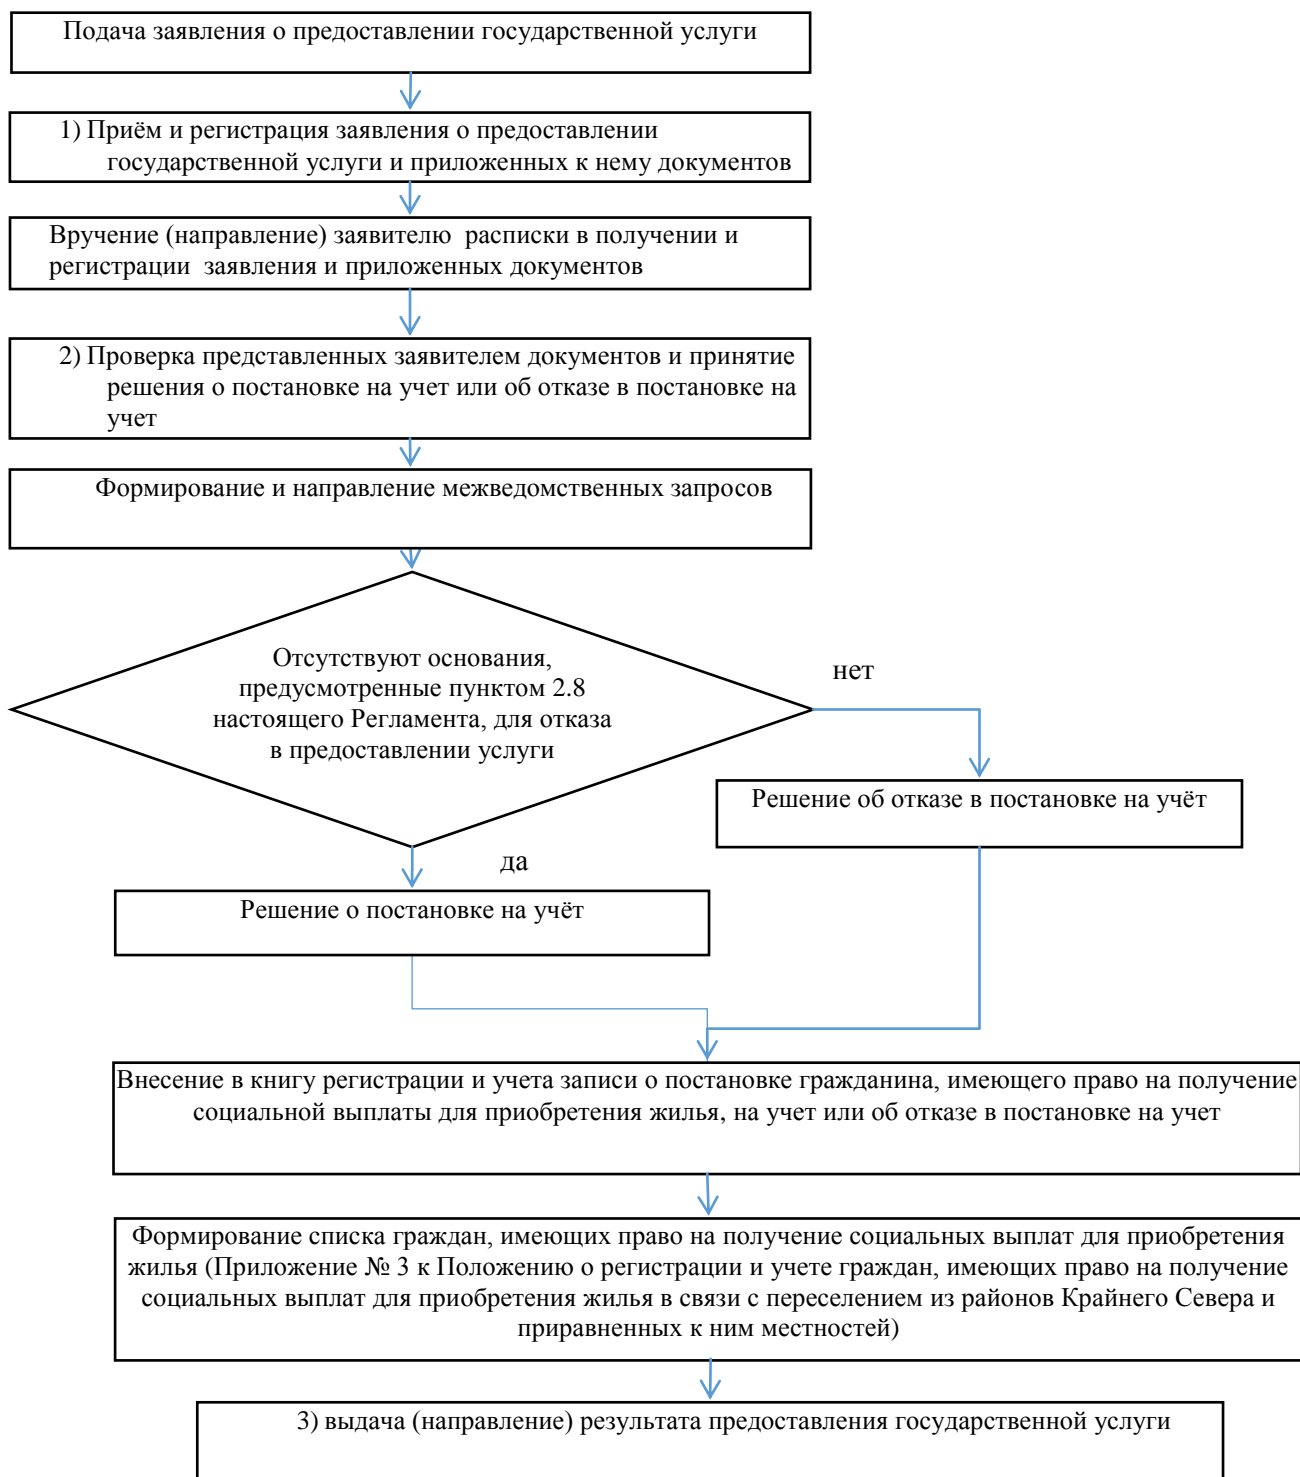 Подача заявления о предоставлении государственной услуги
1) Приём и регистрация заявления о предоставлении
государственной услуги и приложенных к нему документов
Вручение (направление) заявителю расписки в получении и
регистрации заявления и приложенных документов
2) Проверка представленных заявителем документов и принятие
решения о постановке на учет или об отказе в постановке на
учет
Формирование и направление межведомственных запросов
Отсутствуют основания,
предусмотренные пунктом 2.8
настоящего Регламента, для отказа
в предоставлении услуги
нет
Решение об отказе в постановке на учёт
да
Решение о постановке на учёт
Внесение в книгу регистрации и учета записи о постановке гражданина, имеющего право на получение
социальной выплаты для приобретения жилья, на учет или об отказе в постановке на учет
Формирование списка граждан, имеющих право на получение социальных выплат для приобретения
жилья (Приложение № 3 к Положению о регистрации и учете граждан, имеющих право на получение
социальных выплат для приобретения жилья в связи с переселением из районов Крайнего Севера и
приравненных к ним местностей)
3) выдача (направление) результата предоставления государственной услуги